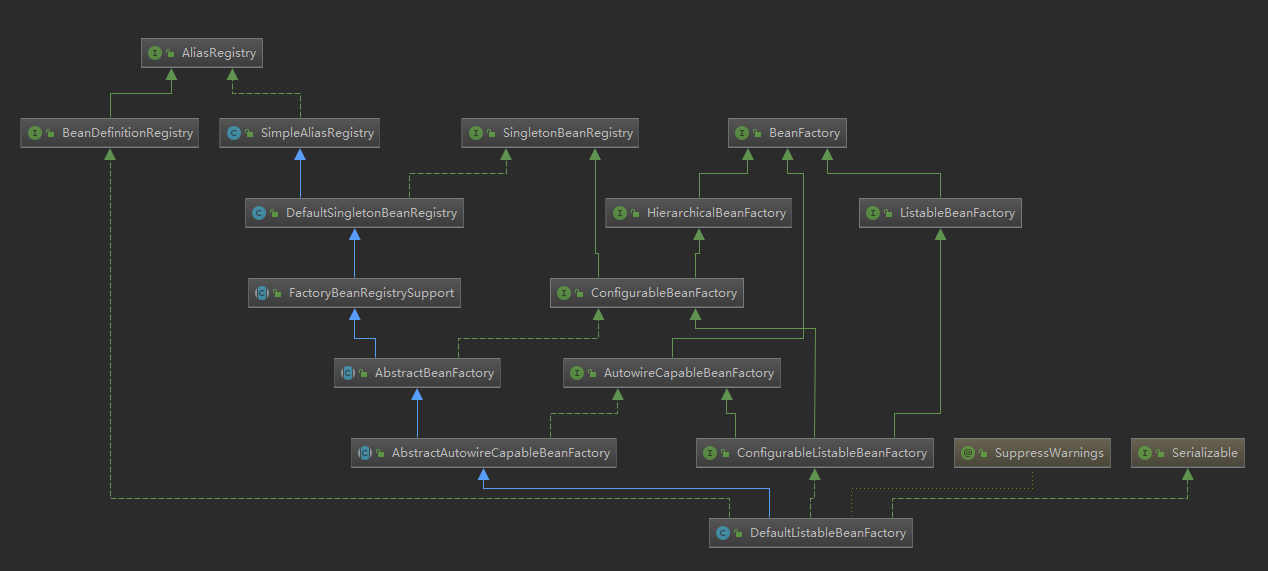 AliasRegistry
BeanDefinitionRegistry
SimpleAliasRegistry
SingletonBeanRegistry
BeanFactory
DefaultSingletonBeanRegistry
HierarchicalBeanFactory
ListableBeanFactory
FactoryBeanRegistrySupport
ConfigurableBeanFactory
AbstractBeanFactory
AutowireCapableBeanFactory
AbstractAutowireCapableBeanFactory
ConfigurableListableBeanFactory
SuppressWarnings
Serializable
DefaultListableBeanFactory